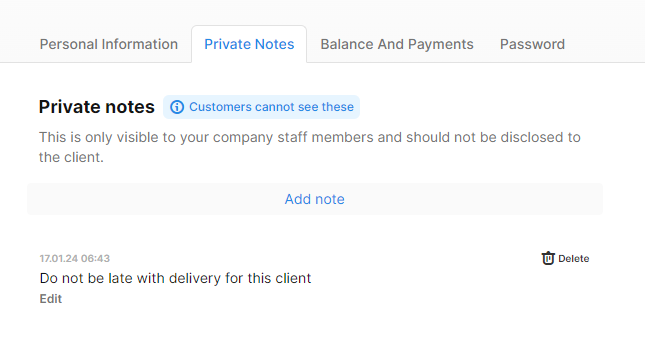 Personal Information Private Notes Balance And Payments Password
Private notes Customers cannot see these
This is only visible to your company staff members and should not be disclosed to
the client.
Add note
17.01.24 06:43 Delete
Do not be late with delivery for this client
Edit